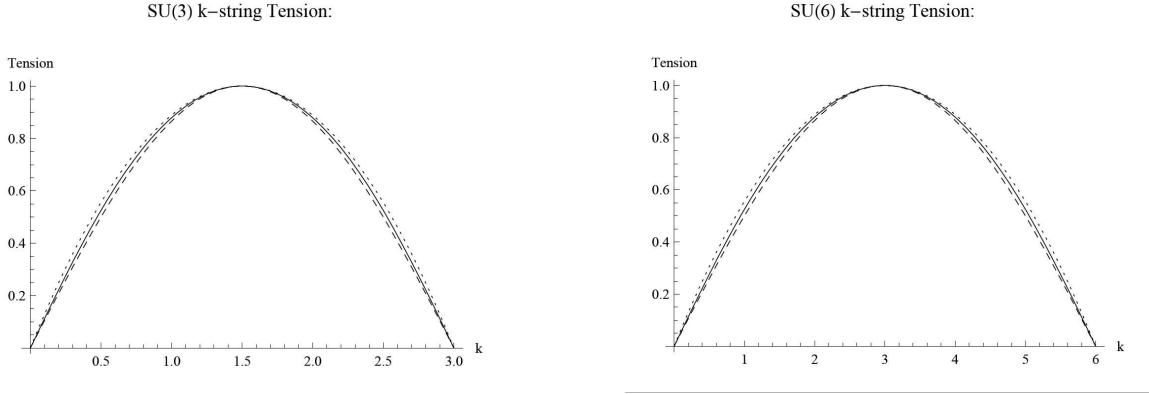 SU(3) k−string Tension:
Tension
1.0
0.8
0.6
0.4
0.2
0.5 1.0 1.5 2.0 2.5 3.0 k
SU(6) k−string Tension:
Tension
1.0
0.8
0.6
0.4
0.2
1 2 3 4 5 6 k